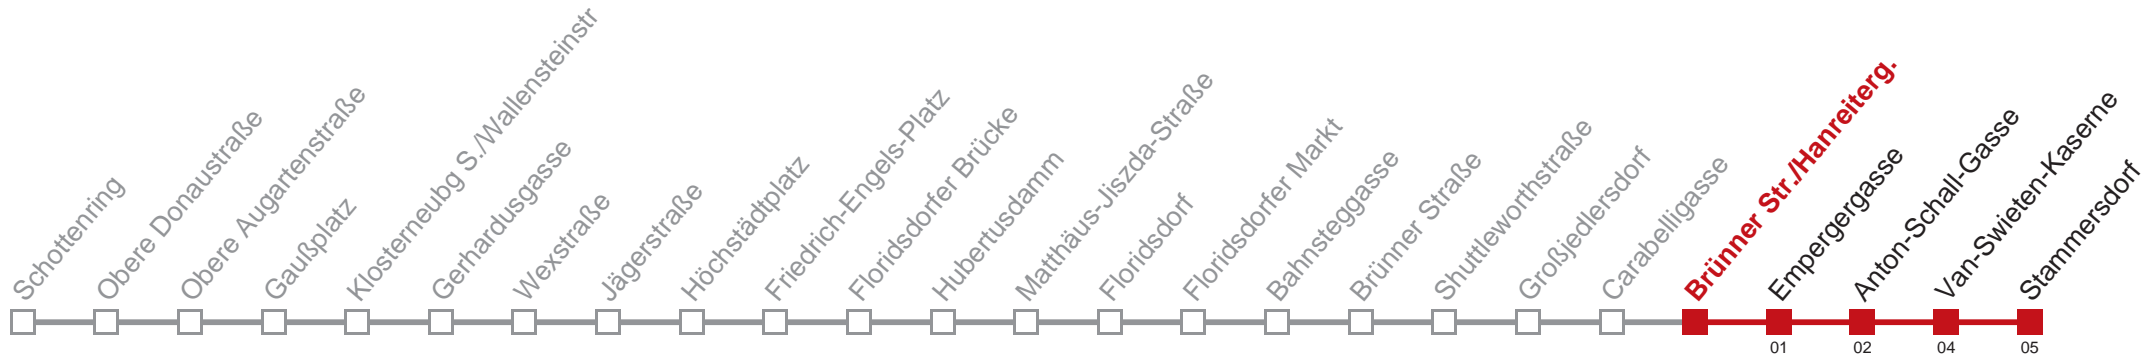 Schottenring
Obere Donaustraße
Obere Augartenstraße
Gaußplatz
Klosterneubg S./Wallensteinstr
Gerhardusgasse
Wexstraße
Jägerstraße
Höchstädtplatz
Friedrich-Engels-Platz
Floridsdorfer Brücke
Hubertusdamm
Matthäus-Jiszda-Straße
Floridsdorf
Floridsdorfer Markt
Bahnsteggasse
Brünner Straße
Shuttleworthstraße
Großjedlersdorf
Carabelligasse
Brünner Str./Hanreiterg.
Empergergasse
Anton-Schall-Gasse
Van-Swieten-Kaserne
Stammersdorf
01 02 04 05